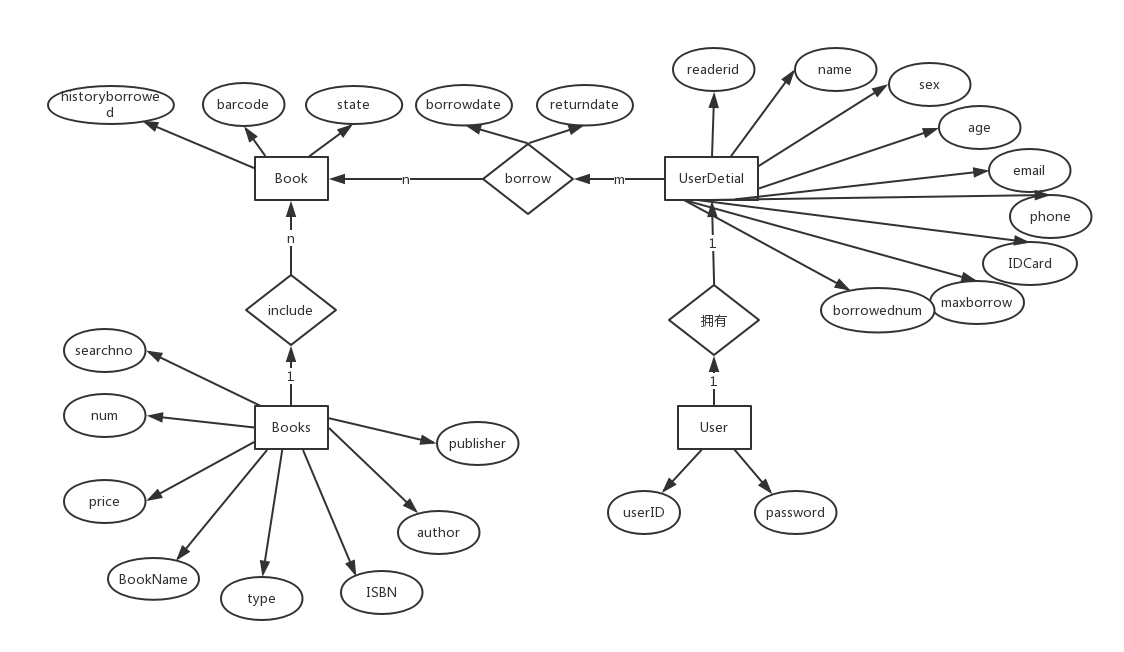 readerid
name
sex
historyborrowe
d
barcode
state
borrowdate
returndate
age
email
Book
n
borrow
m
UserDetial
phone
n
1
IDCard
include
拥有
borrowednum
maxborrow
searchno
1
1
num
Books
User
publisher
price
userID
password
author
BookName
type
ISBN